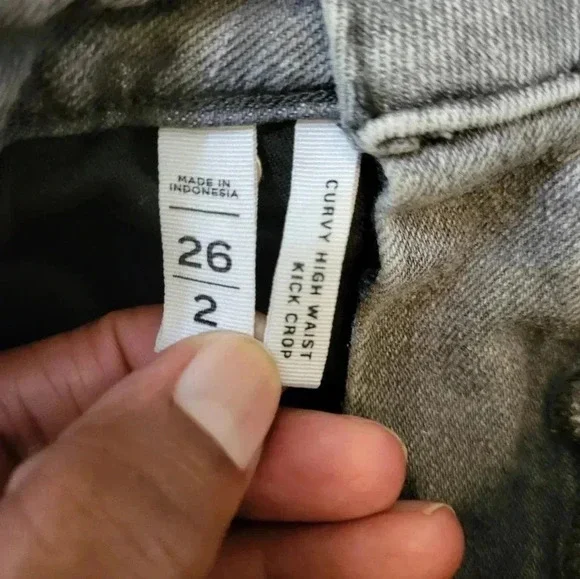 MADE IN
INDONESIA
26
2
CURVY HIGH WAIST
KICK CROP